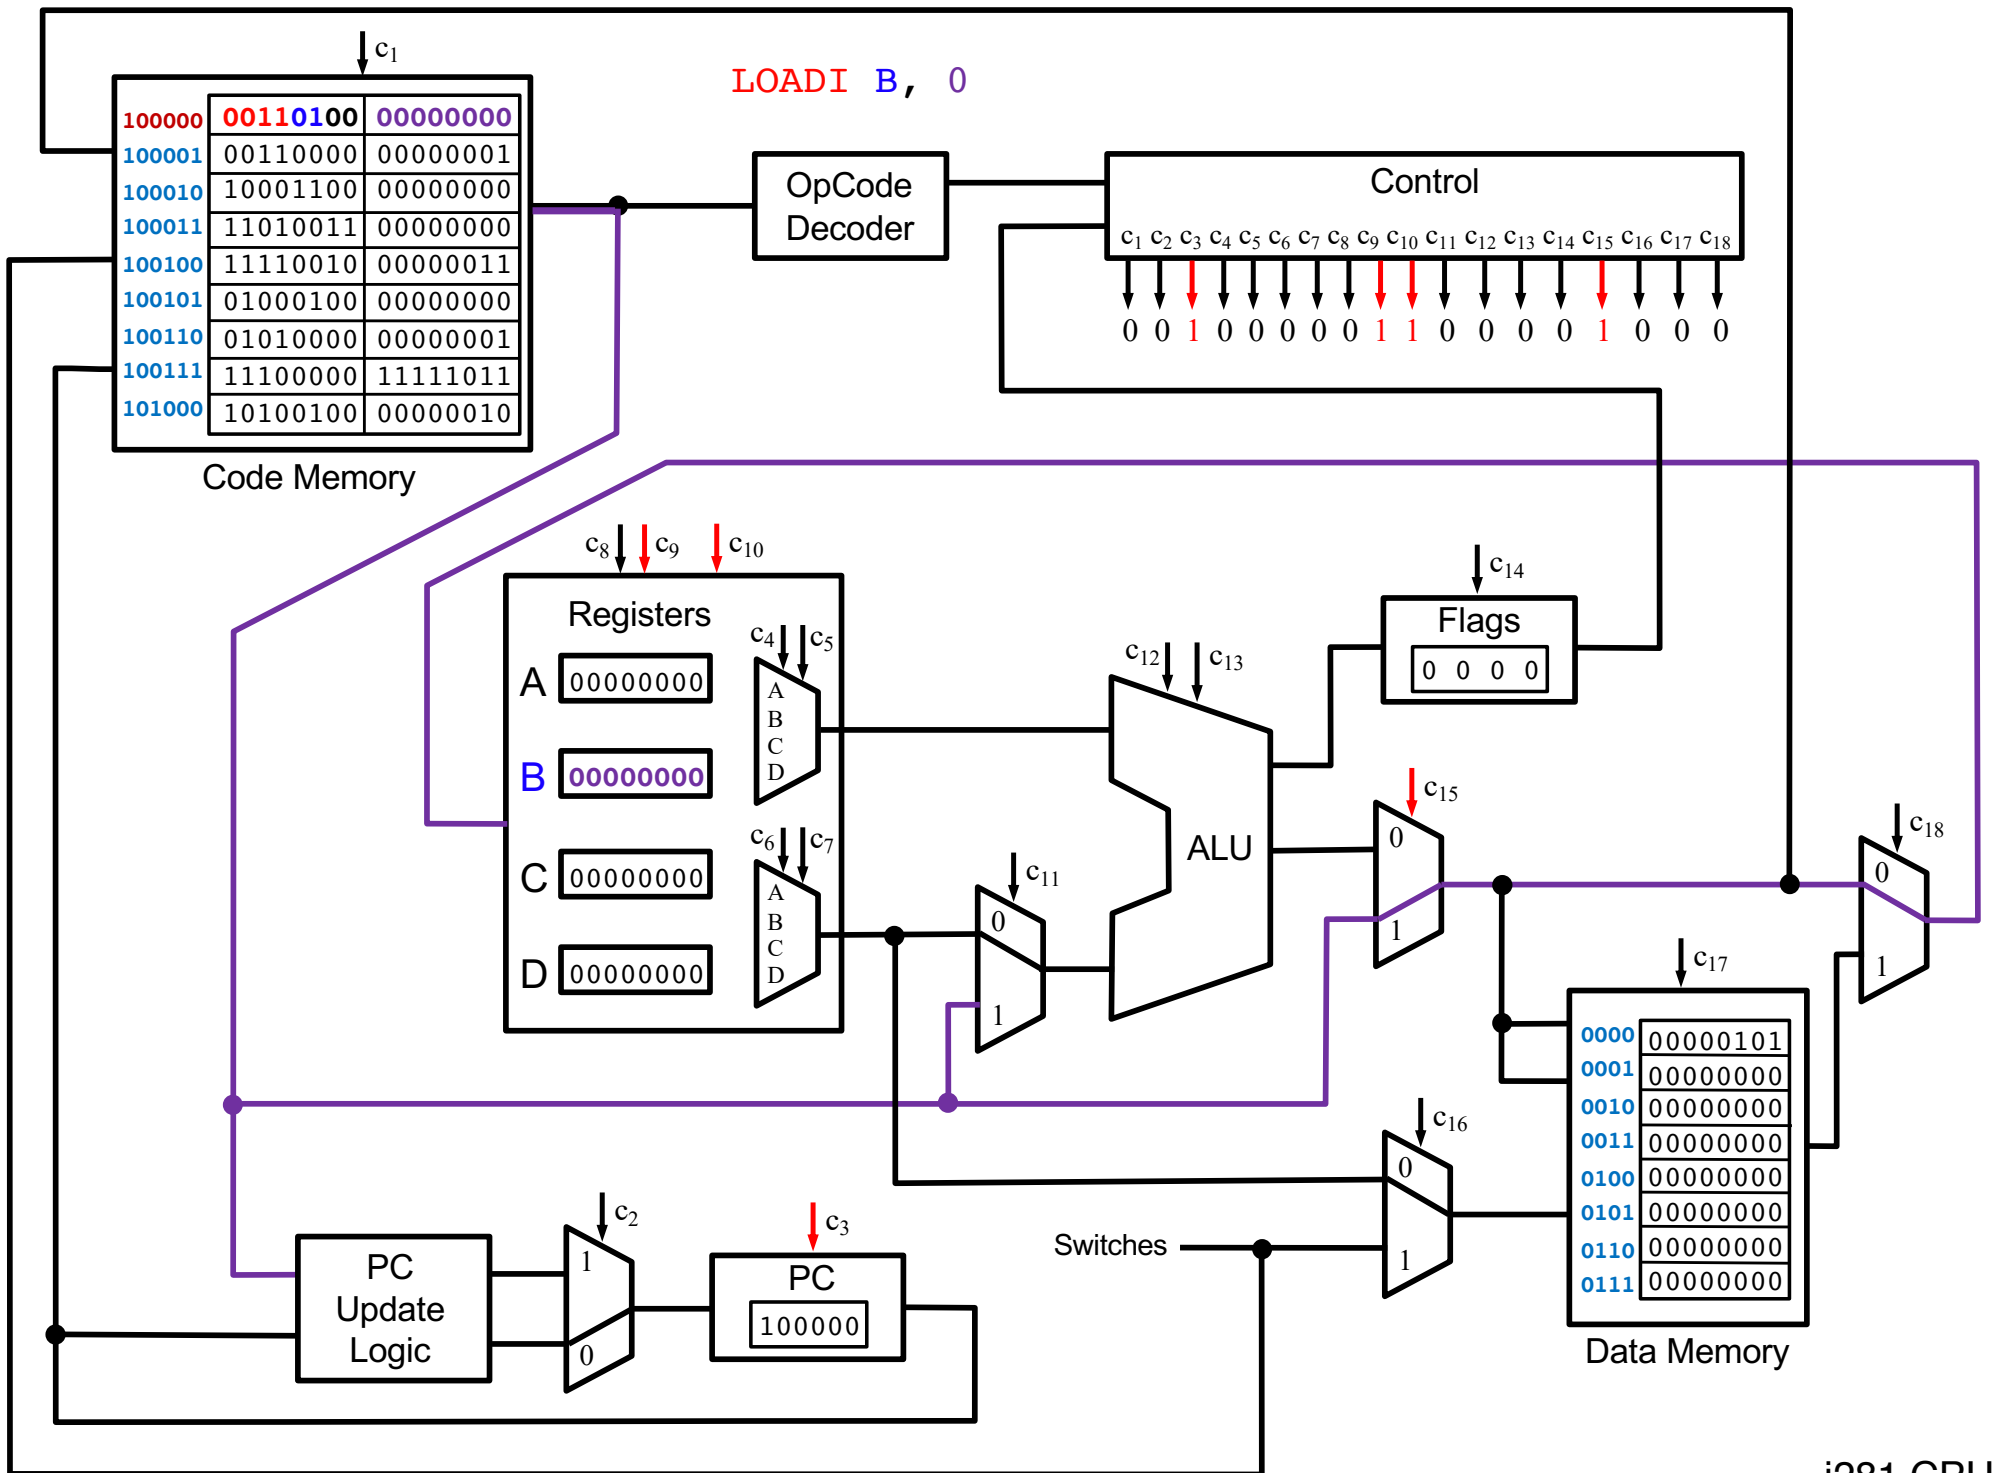 c1
LOADI B, 0
100000 00110100 00000000
100001 00110000 00000001
100010 10001100 00000000
100011 11010011 00000000
100100 11110010 00000011
100101 01000100 00000000
100110 01010000 00000001
100111 11100000 11111011
101000 10100100 00000010
Code Memory
OpCode
Decoder
Control
c1 c2 c3 c4 c5 c6 c7 c8 c9 c10 c11 c12 c13 c14 c15 c16 c17 c18
0 0 1 0 0 0 0 0 1 1 0 0 0 0 1 0 0 0
c8 c9 c10
Registers
A 00000000
B 00000000
C 00000000
D 00000000
c4 c5
A
B
C
D
c6 c7
A
B
C
D
c11
0
1
c12 c13
ALU
c14
Flags
0 0 0 0
c15
0
1
c18
0
1
c17
0000 00000101
0001 00000000
0010 00000000
0011 00000000
0100 00000000
0101 00000000
0110 00000000
0111 00000000
Data Memory
c16
0
1
Switches
PC
Update
Logic
c2
1
0
c3
PC
100000